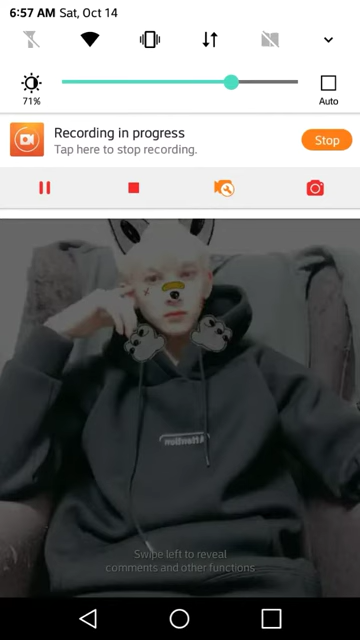 6:57 AM Sat, Oct 14
71%
Auto
Recording in progress
Tap here to stop recording.
Stop
Swipe left to reveal
comments and other functions